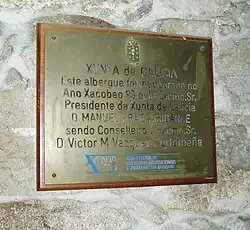 XUNTA de GALICIA
Este albergue foi inaugurado no
Ano Xacobeo 93 polo Excmo. Sr.
Presidente da Xunta de Galicia
D. MANUEL FRAGA IRIBARNE
sendo Conselleiro o Excmo. Sr.
D. Victor M. Vazquez Portomeñe